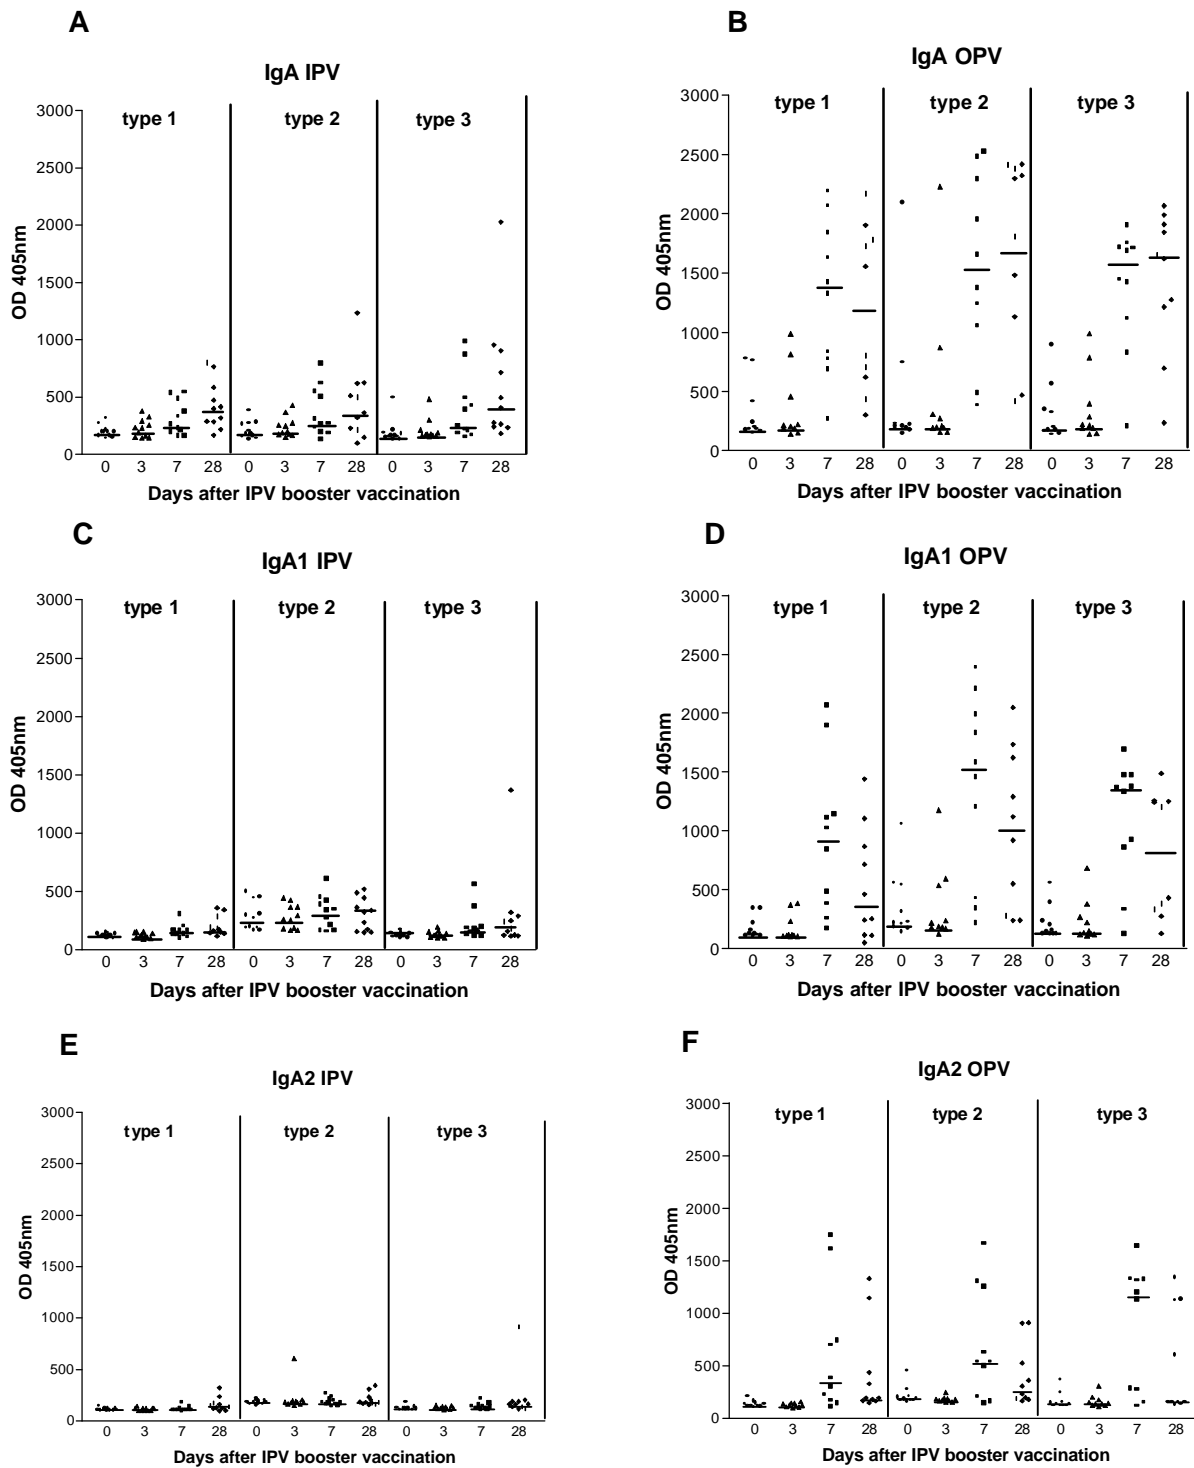 A
IgA IPV
type 1 type 2 type 3
3000
2500
2000
1500
1000
500
0
OD 405nm
0 3 7 28 0 3 7 28 0 3 7 28
Days after IPV booster vaccination
B
IgA OPV
type 1 type 2 type 3
3000
2500
2000
1500
1000
500
0
OD 405nm
0 3 7 28 0 3 7 28 0 3 7 28
Days after IPV booster vaccination
C
IgA1 IPV
type 1 type 2 type 3
3000
2500
2000
1500
1000
500
0
OD 405nm
0 3 7 28 0 3 7 28 0 3 7 28
Days after IPV booster vaccination
D
IgA1 OPV
type 1 type 2 type 3
3000
2500
2000
1500
1000
500
0
OD 405nm
0 3 7 28 0 3 7 28 0 3 7 28
Days after IPV booster vaccination
E
IgA2 IPV
type 1 type 2 type 3
3000
2500
2000
1500
1000
500
0
OD 405nm
0 3 7 28 0 3 7 28 0 3 7 28
Days after IPV booster vaccination
F
IgA2 OPV
type 1 type 2 type 3
3000
2500
2000
1500
1000
500
0
OD 405nm
0 3 7 28 0 3 7 28 0 3 7 28
Days after IPV booster vaccination